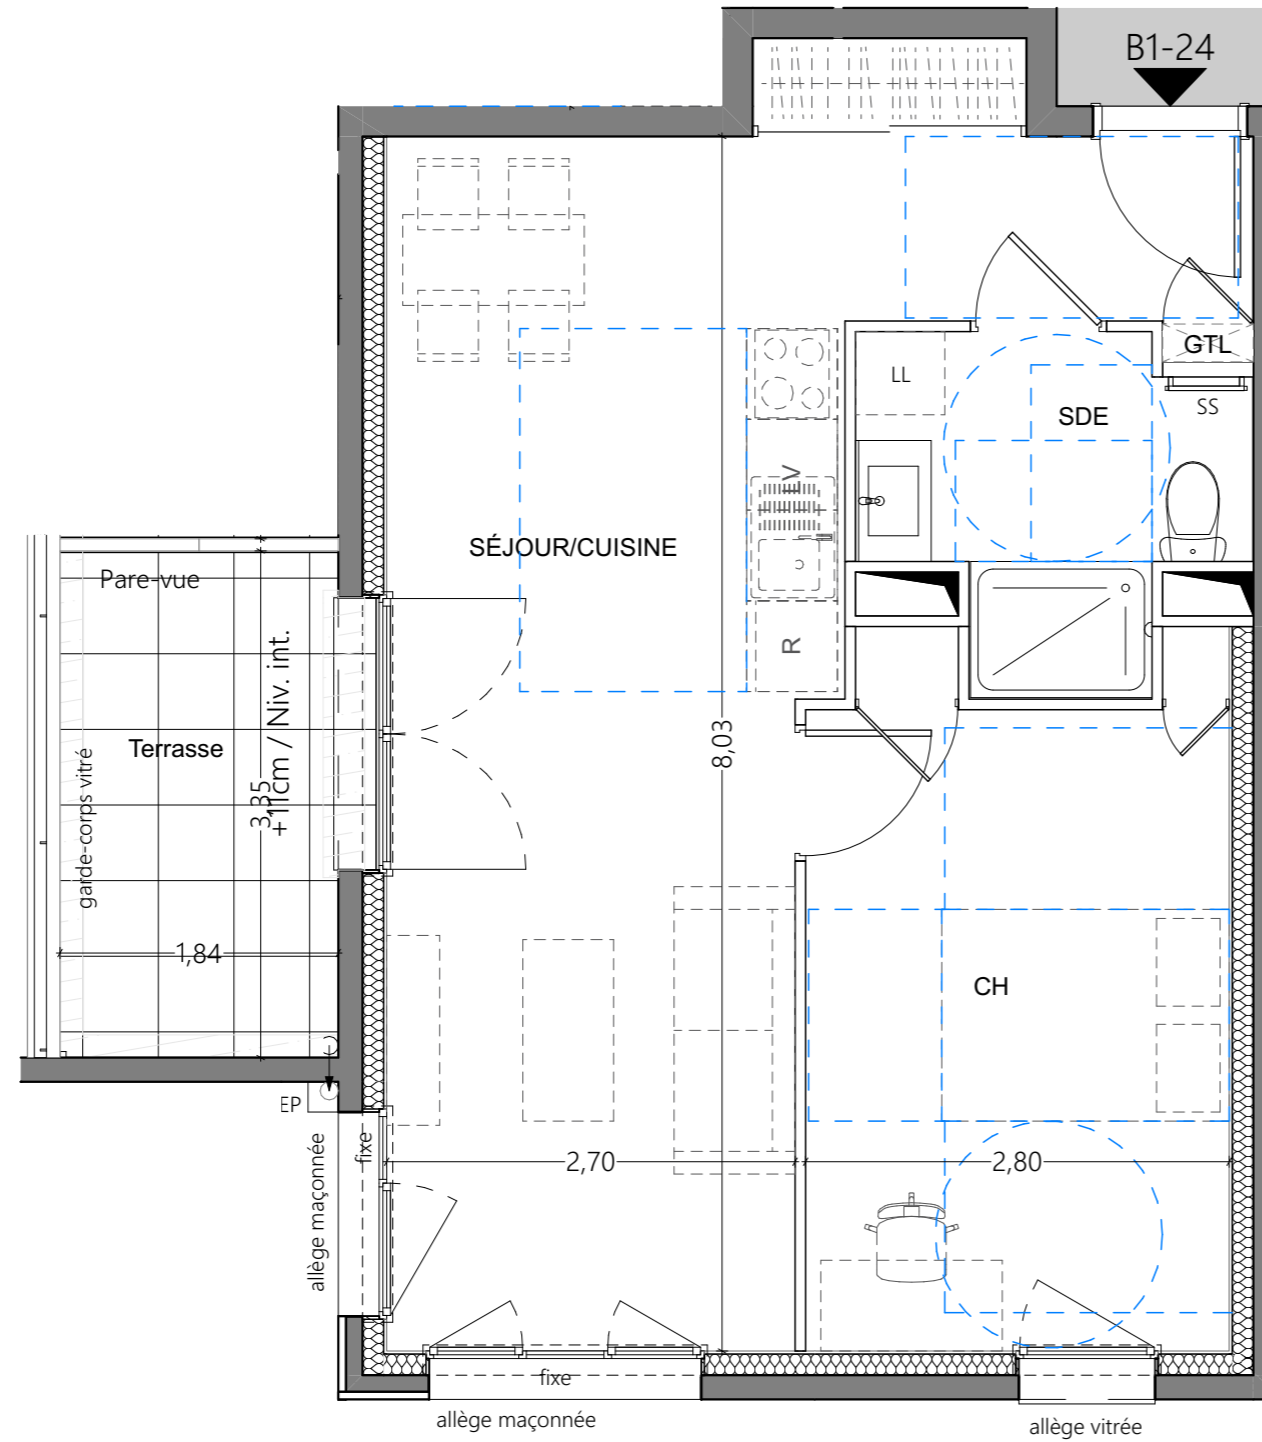 B1-24
GTL
LL
SDE
SS
LV
SÉJOUR/CUISINE
Pare-vue
R
+11cm / Niv. int.
Terrasse
8,03
garde-corps vitré
3,35
1,84
CH
EP
fixe
allège maçonnée
2,70
2,80
fixe
allège maçonnée
allège vitrée